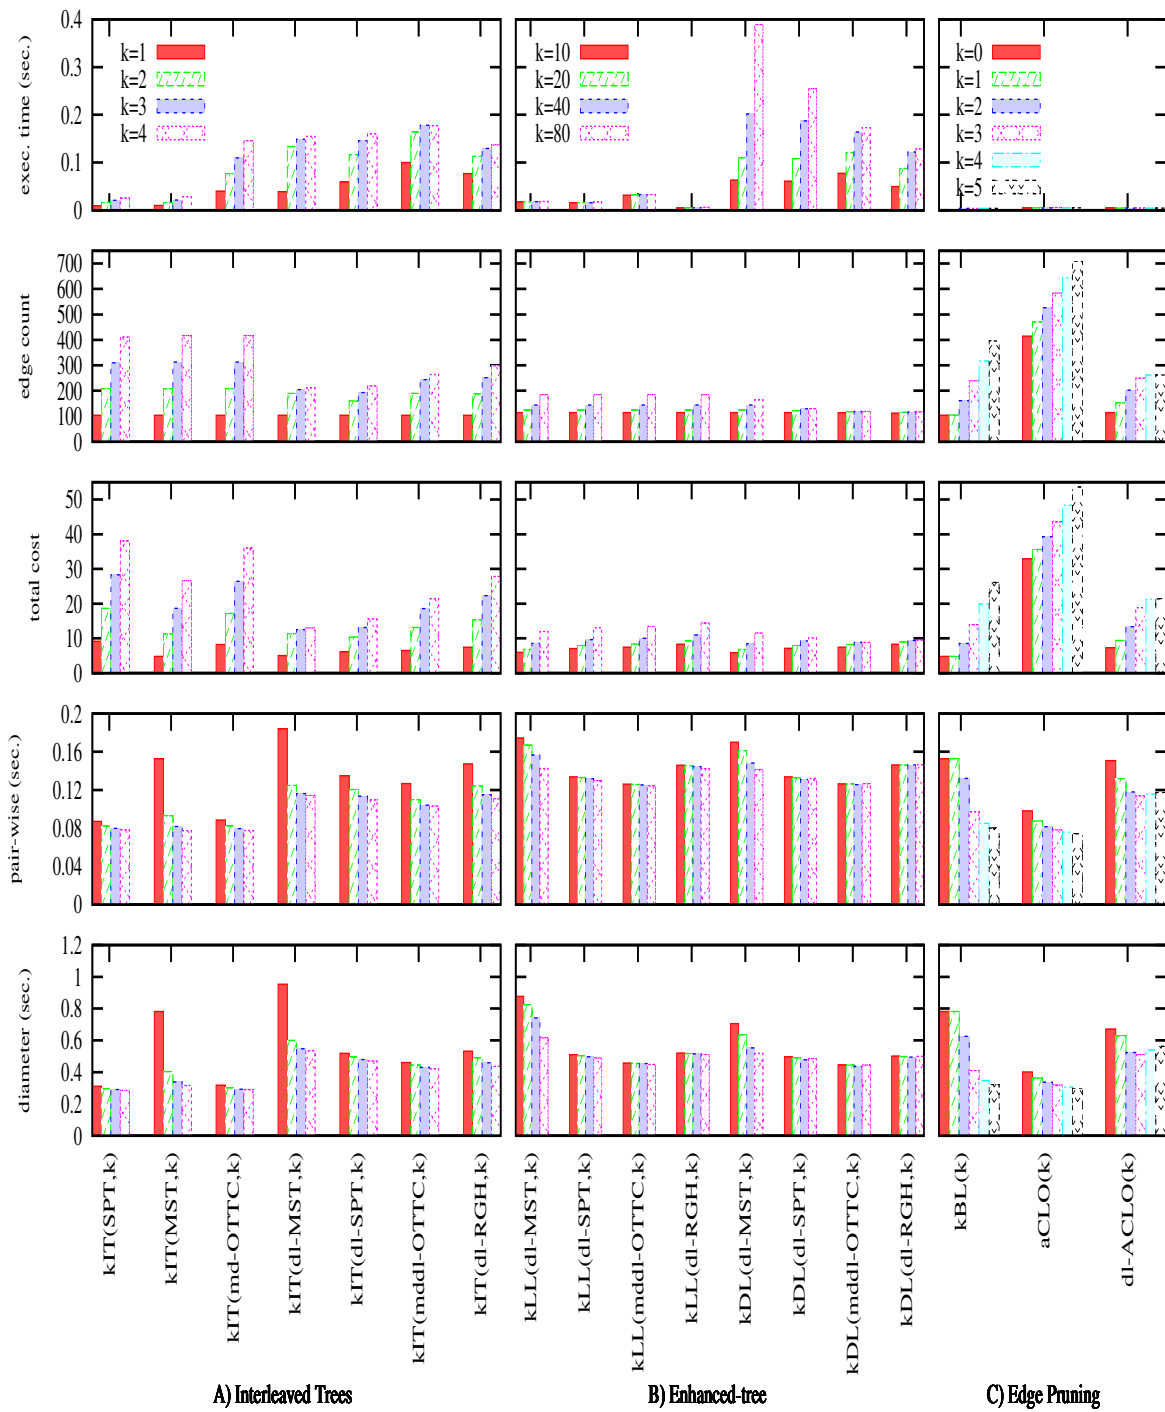 exec. time (sec.)
0.4
0.3
0.2
0.1
0
k=1
k=2
k=3
k=4
k=10
k=20
k=40
k=80
k=0
k=1
k=2
k=3
k=4
k=5
edge count
700
600
500
400
300
200
100
0
total cost
50
40
30
20
10
0
pair-wise (sec.)
0.2
0.16
0.12
0.08
0.04
0
diameter (sec.)
1.2
1
0.8
0.6
0.4
0.2
0
kIT(SPT,k)
kIT(MST,k)
kIT(md-OTTC,k)
kIT(dl-MST,k)
kIT(dl-SPT,k)
kIT(mddl-OTTC,k)
kIT(dl-RGH,k)
kLL(dl-MST,k)
kLL(dl-SPT,k)
kLL(mddl-OTTC,k)
kLL(dl-RGH,k)
kDL(dl-MST,k)
kDL(dl-SPT,k)
kDL(mddl-OTTC,k)
kDL(dl-RGH,k)
kBL(k)
aCLO(k)
dl-ACLO(k)
A) Interleaved Trees
B) Enhanced-tree
C) Edge Pruning